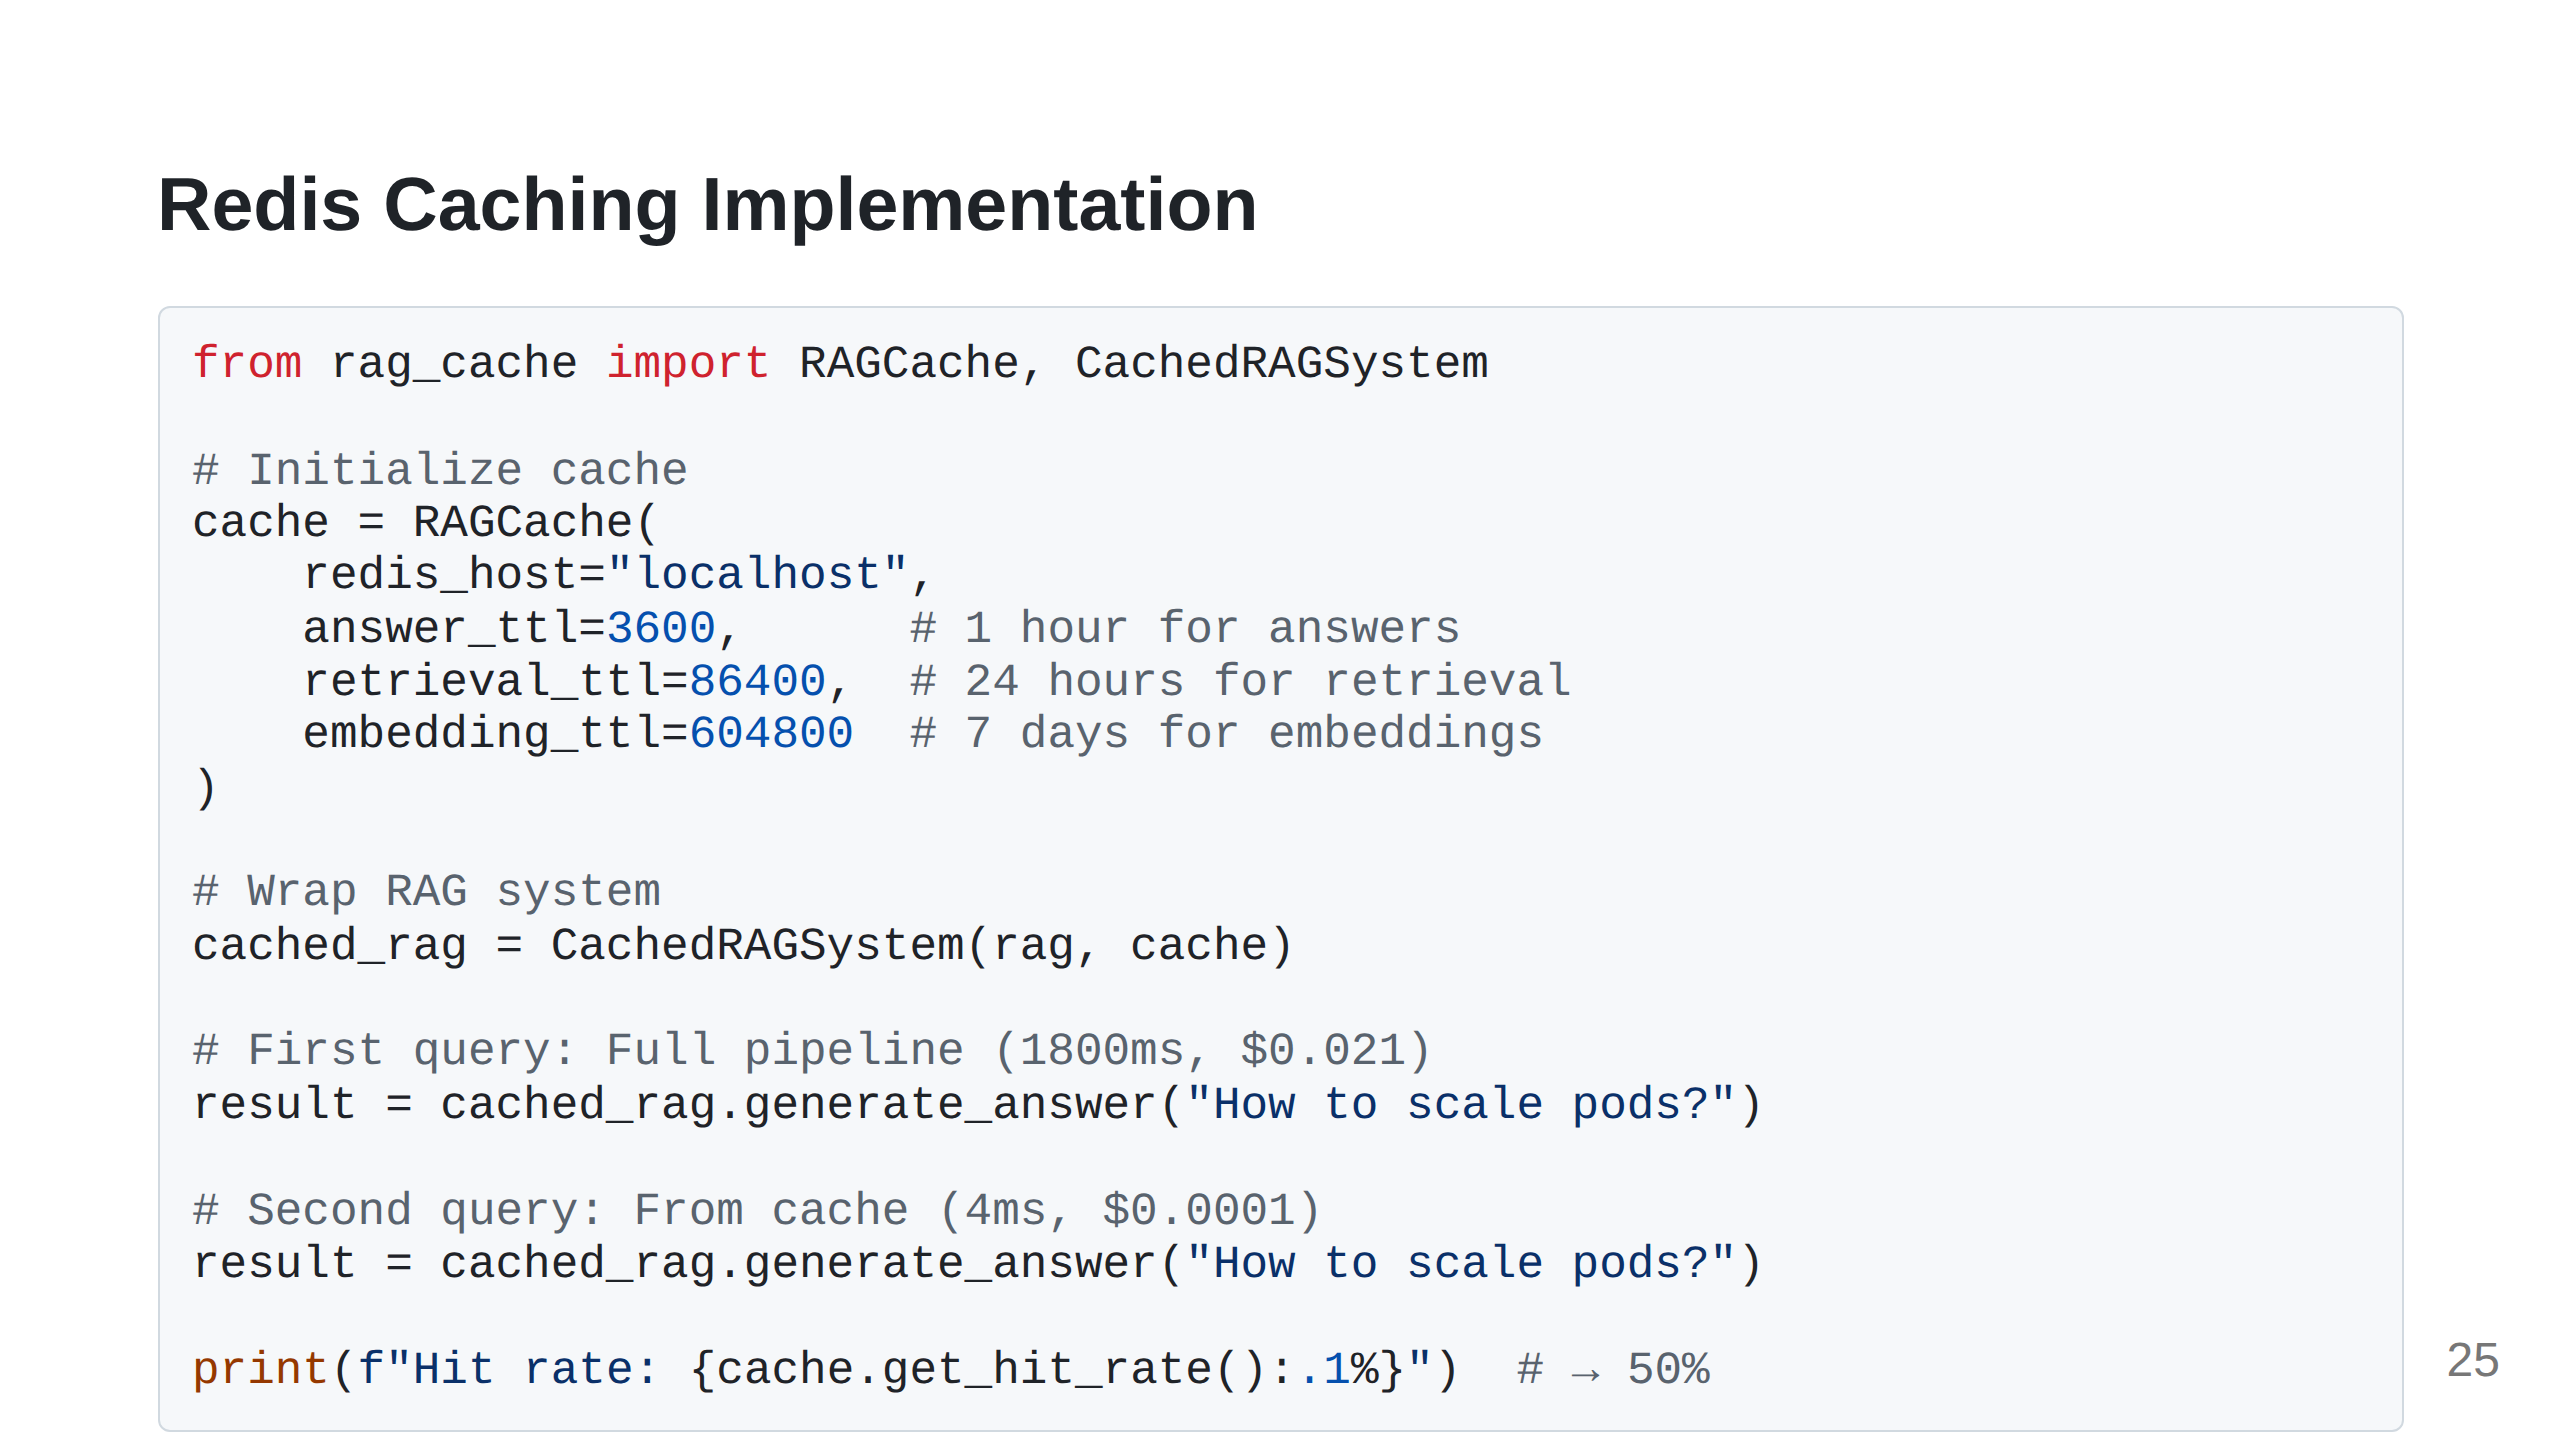 Redis Caching Implementation
from rag_cache import RAGCache, CachedRAGSystem
# Initialize cache
cache = RAGCache(
    redis_host="localhost",
    answer_ttl=3600,      # 1 hour for answers
    retrieval_ttl=86400,  # 24 hours for retrieval
    embedding_ttl=604800  # 7 days for embeddings
)
# Wrap RAG system
cached_rag = CachedRAGSystem(rag, cache)
# First query: Full pipeline (1800ms, $0.021)
result = cached_rag.generate_answer("How to scale pods?")
# Second query: From cache (4ms, $0.0001)
result = cached_rag.generate_answer("How to scale pods?")
print(f"Hit rate: {cache.get_hit_rate():.1%}")  # → 50%
25